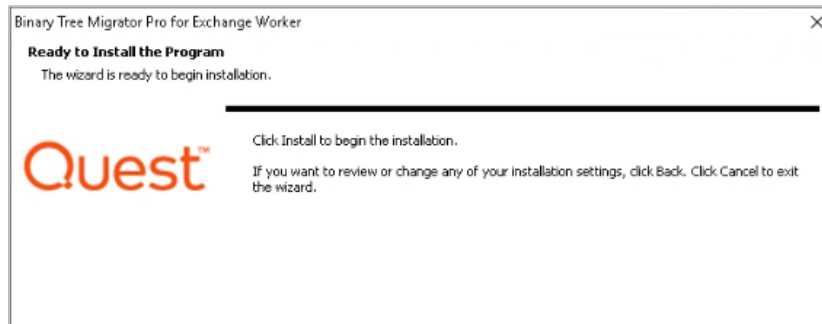 Binary Tree Migrator Pro for Exchange Worker
Ready to Install the Program
The wizard is ready to begin installation.
Quest™
Click Install to begin the installation.
If you want to review or change any of your installation settings, click Back. Click Cancel to exit
the wizard.